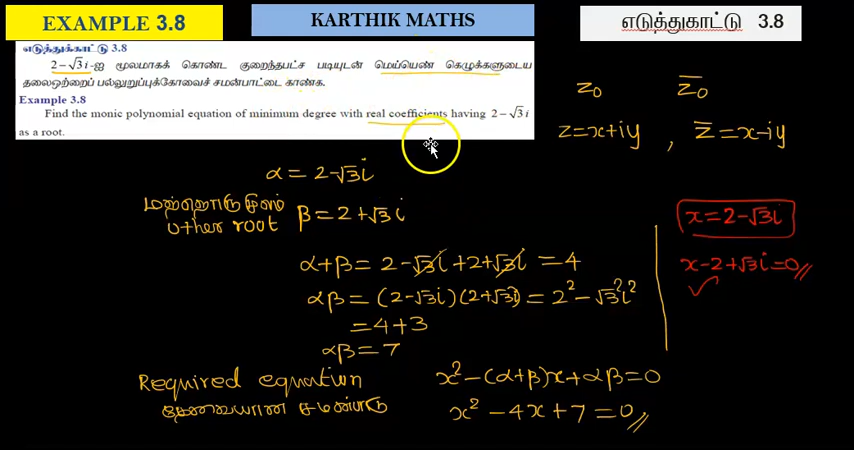 EXAMPLE 3.8
KARTHIK MATHS
எடுத்துகாட்டு 3.8
எடுத்துக்காட்டு 3.8
2−√3i-ஐ மூலமாகக் கொண்ட குறைந்தபட்ச படியுடன் மெய்யெண் கெழுக்களுடைய
தலைஒற்றைப் பல்லுறுப்புக்கோவைச் சமன்பாட்டை காண்க.
Example 3.8
Find the monic polynomial equation of minimum degree with real coefficients having 2−√3i
as a root.
z₀ z̄₀
z=x+iy , z̄=x−iy
α = 2−√3i
மற்றொரு மூலம்
other root β = 2+√3i
α+β = 2−√3i+2+√3i = 4
αβ = (2−√3i)(2+√3i) = 2²−√3²i²
= 4+3
αβ = 7
Required equation x²−(α+β)x+αβ=0
தேவையான சமன்பாடு x²−4x+7=0//
x=2−√3i
x−2+√3i=0//